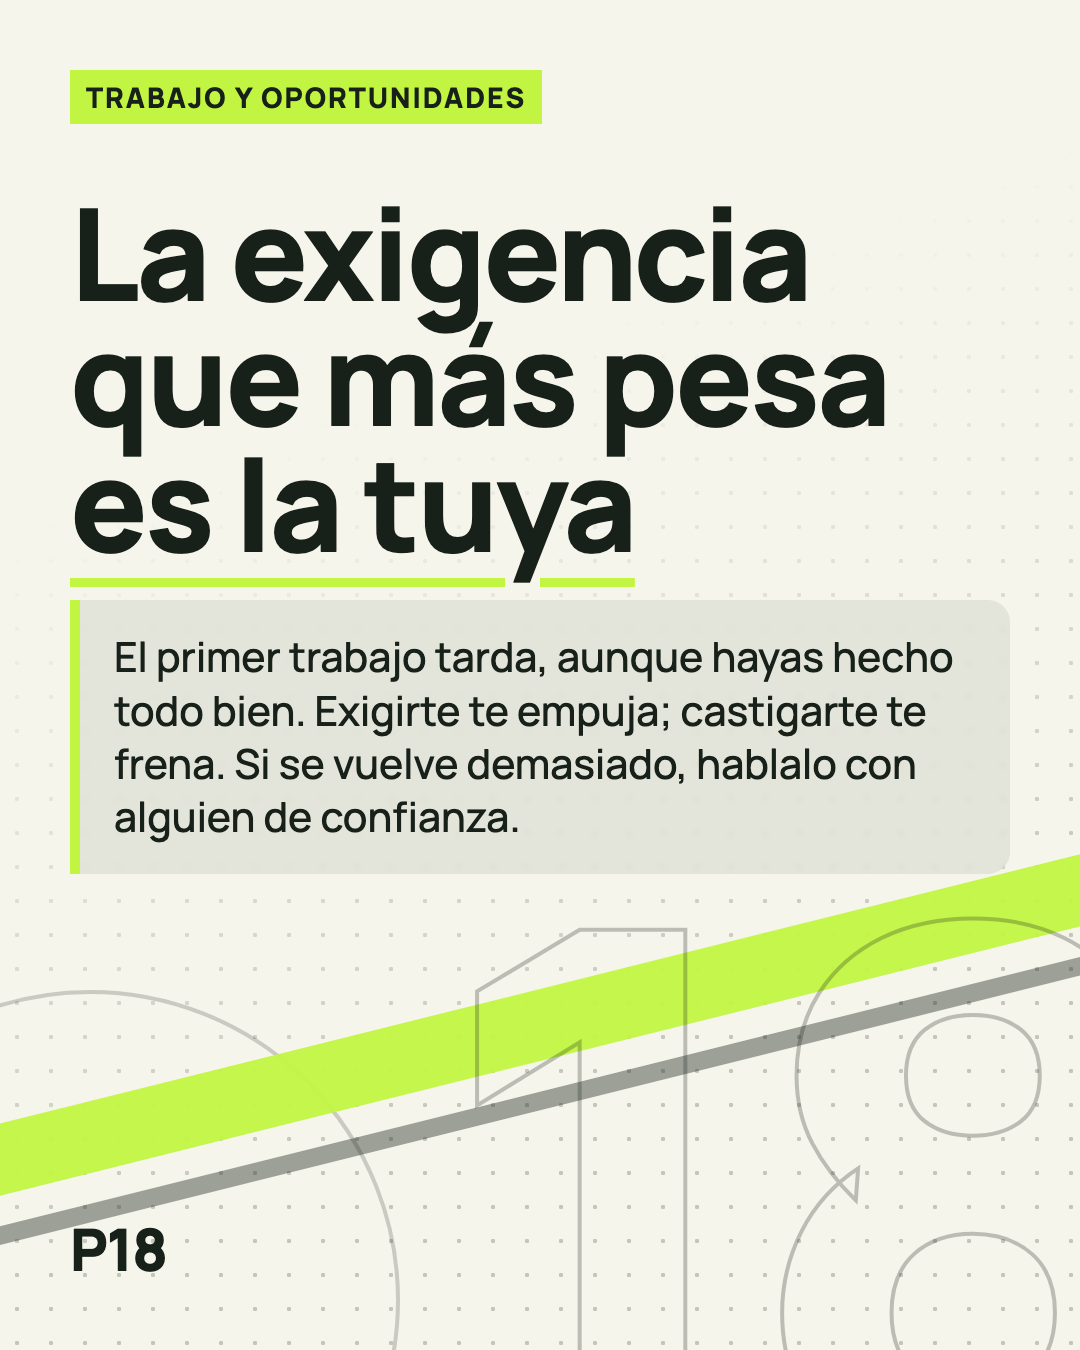 TRABAJO Y OPORTUNIDADES
La exigencia
que más pesa
es la tuya
El primer trabajo tarda, aunque hayas hecho
todo bien. Exigirte te empuja; castigarte te
frena. Si se vuelve demasiado, hablalo con
alguien de confianza.
18
P18